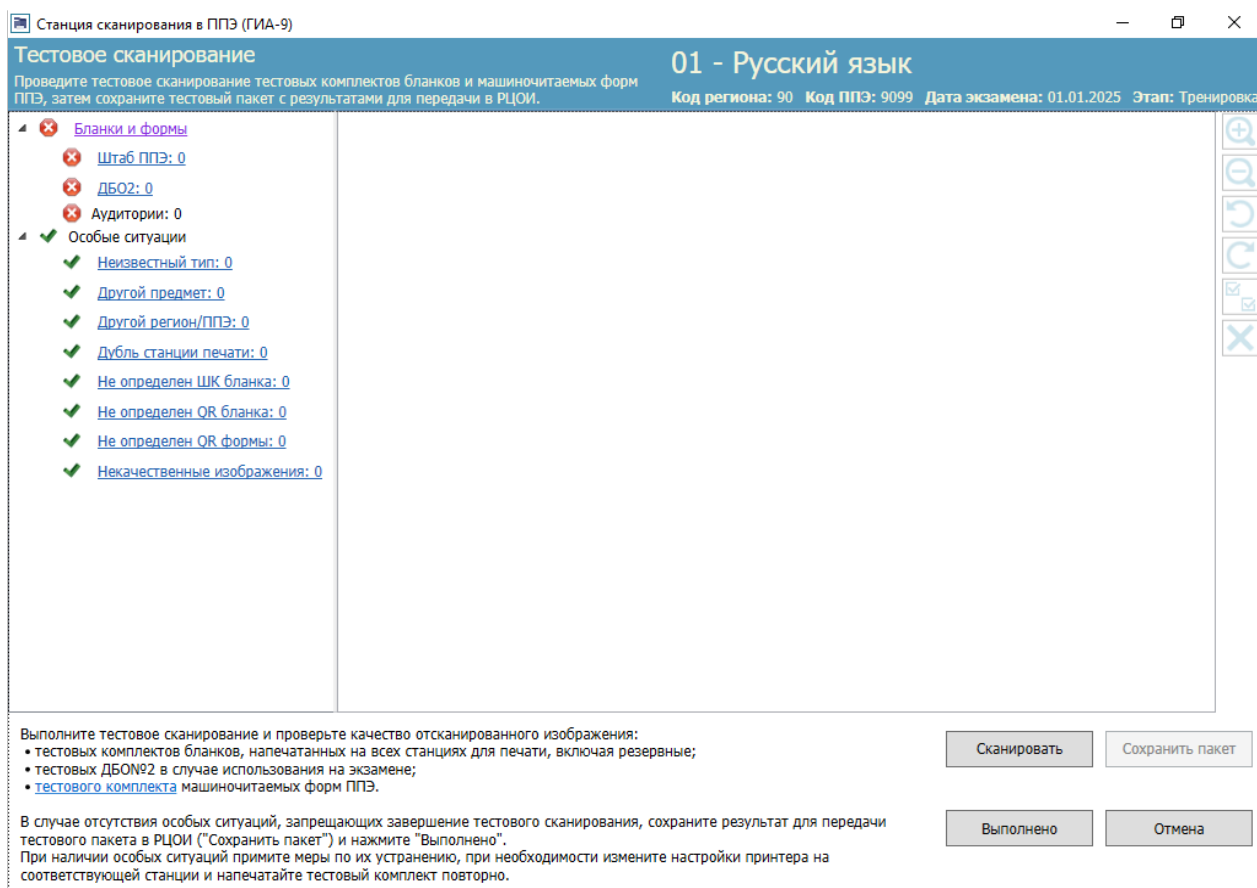 Станция сканирования в ППЭ (ГИА-9)
Тестовое сканирование
Проведите тестовое сканирование тестовых комплектов бланков и машиночитаемых форм
ППЭ, затем сохраните тестовый пакет с результатами для передачи в РЦОИ.
01 - Русский язык
Код региона: 90 Код ППЭ: 9099 Дата экзамена: 01.01.2025 Этап: Тренировка
Бланки и формы
Штаб ППЭ: 0
ДБО2: 0
Аудитории: 0
Особые ситуации
Неизвестный тип: 0
Другой предмет: 0
Другой регион/ППЭ: 0
Дубль станции печати: 0
Не определен ШК бланка: 0
Не определен QR бланка: 0
Не определен QR формы: 0
Некачественные изображения: 0
Выполните тестовое сканирование и проверьте качество отсканированного изображения:
• тестовых комплектов бланков, напечатанных на всех станциях для печати, включая резервные;
• тестовых ДБО№2 в случае использования на экзамене;
• тестового комплекта машиночитаемых форм ППЭ.
В случае отсутствия особых ситуаций, запрещающих завершение тестового сканирования, сохраните результат для передачи
тестового пакета в РЦОИ ("Сохранить пакет") и нажмите "Выполнено".
При наличии особых ситуаций примите меры по их устранению, при необходимости измените настройки принтера на
соответствующей станции и напечатайте тестовый комплект повторно.
Сканировать
Сохранить пакет
Выполнено
Отмена